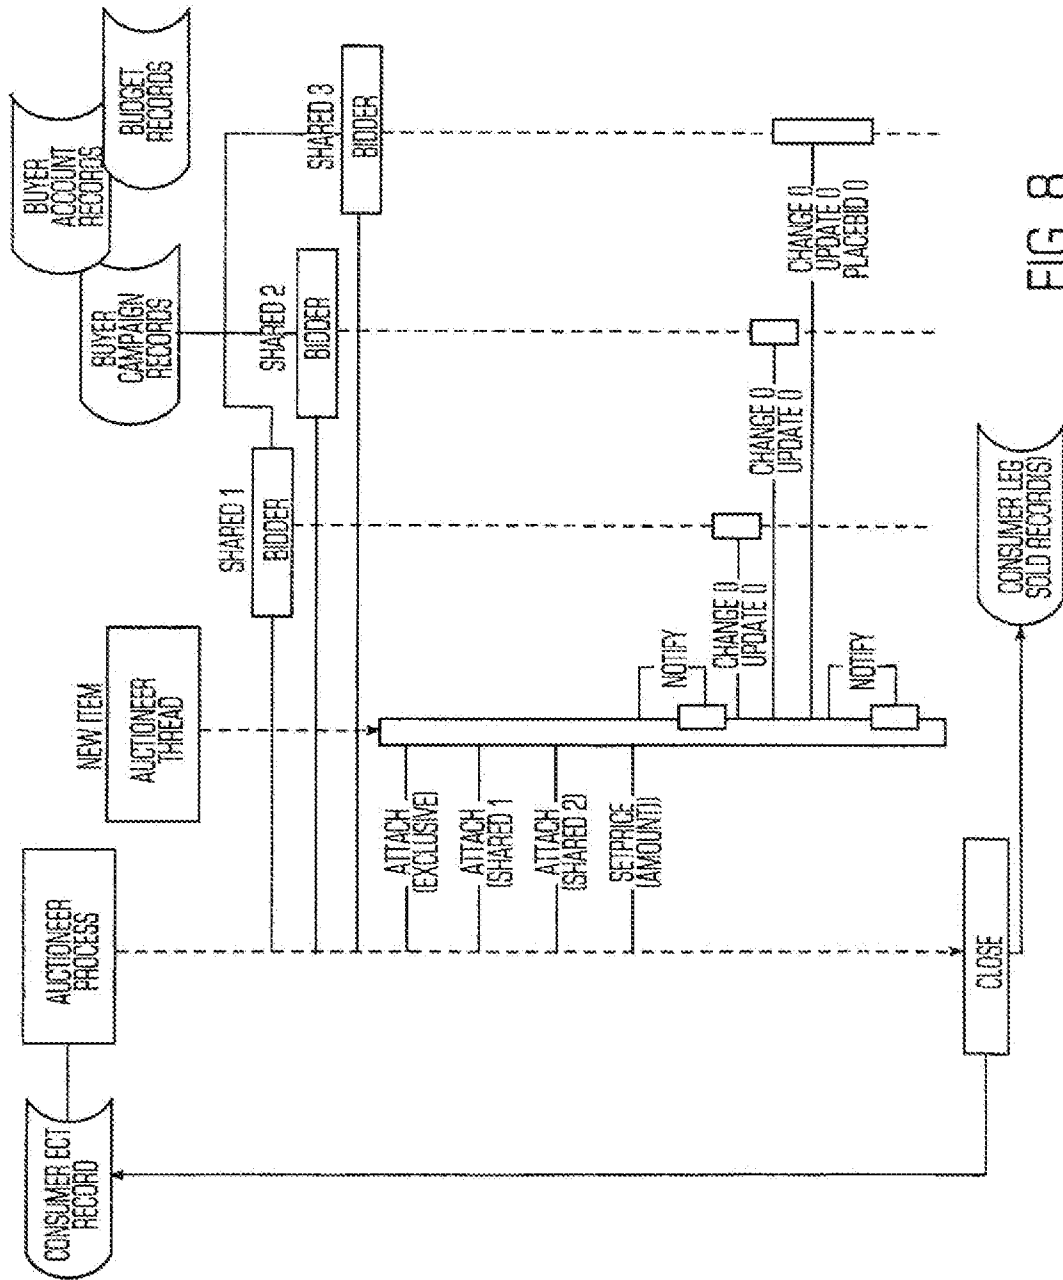 CONSUMER ECT
RECORD
AUCTIONEER
PROCESS
NEW ITEM
AUCTIONEER
THREAD
SHARED 1
BIDDER
SHARED 2
BIDDER
SHARED 3
BIDDER
BUYER
CAMPAIGN
RECORDS
BUYER
ACCOUNT
RECORDS
BUDGET
RECORDS
ATTACH
(EXCLUSIVE)
ATTACH
(SHARED 1
ATTACH
(SHARED 2)
SETPRICE
(AMOUNT))
NOTIFY
CHANGE ()
UPDATE ()
CHANGE ()
UPDATE ()
CHANGE ()
UPDATE ()
PLACEBID ()
NOTIFY
CLOSE
CONSUMER LEG
SOLD RECORD(S)
FIG. 8